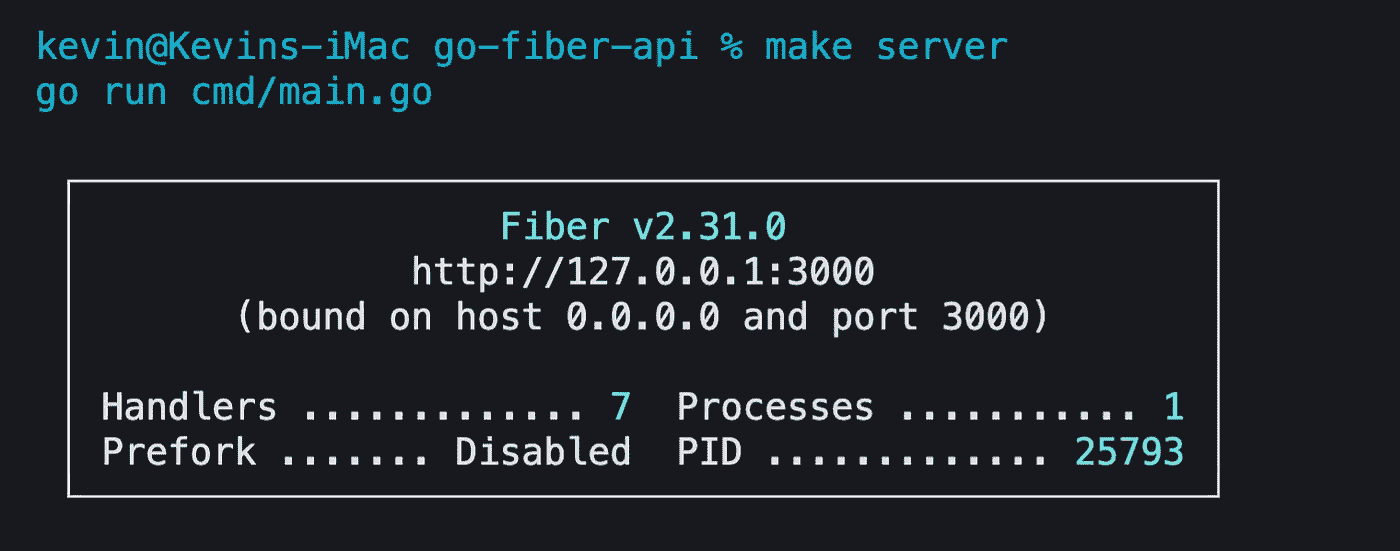 kevin@Kevins-iMac go-fiber-api % make server
go run cmd/main.go
Fiber v2.31.0
http://127.0.0.1:3000
(bound on host 0.0.0.0 and port 3000)
Handlers ............. 7  Processes ........... 1
Prefork ....... Disabled  PID ............. 25793